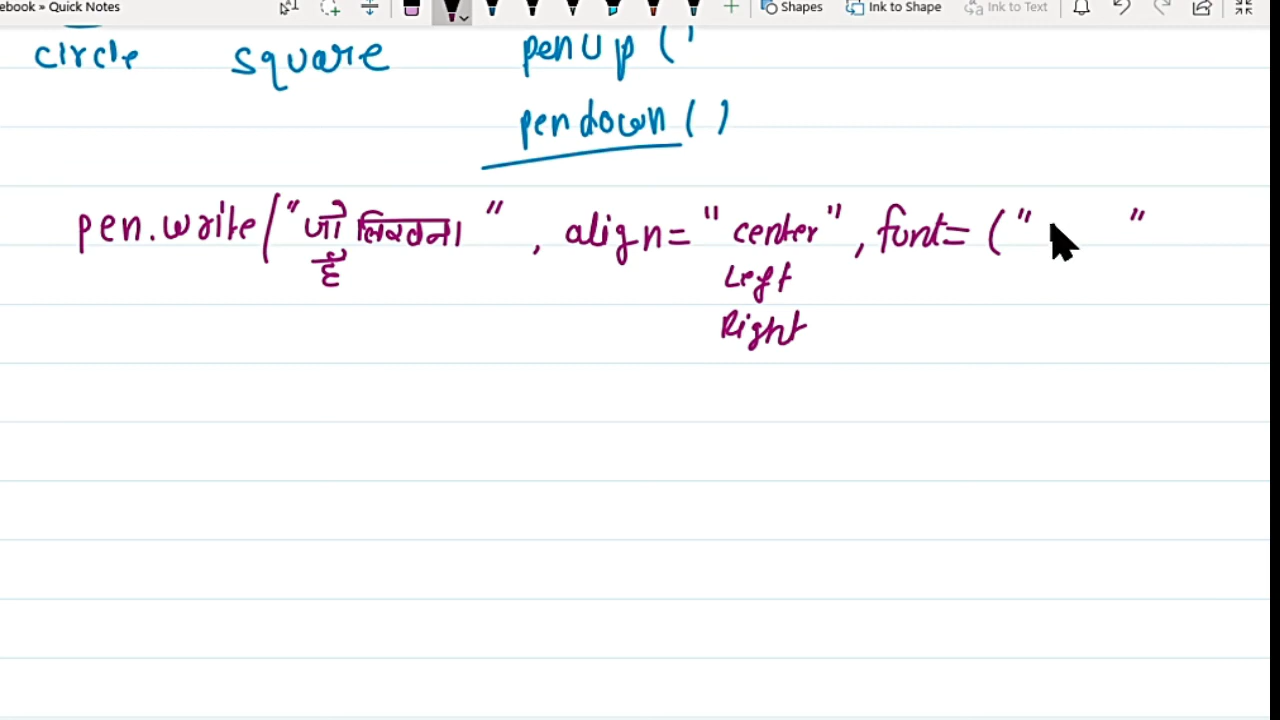 ebook » Quick Notes
Shapes Ink to Shape Ink to Text
circle square penup ('
pendown ( )
pen.write ("जो लिखना है", align= "center", font= (" "
Left
Right